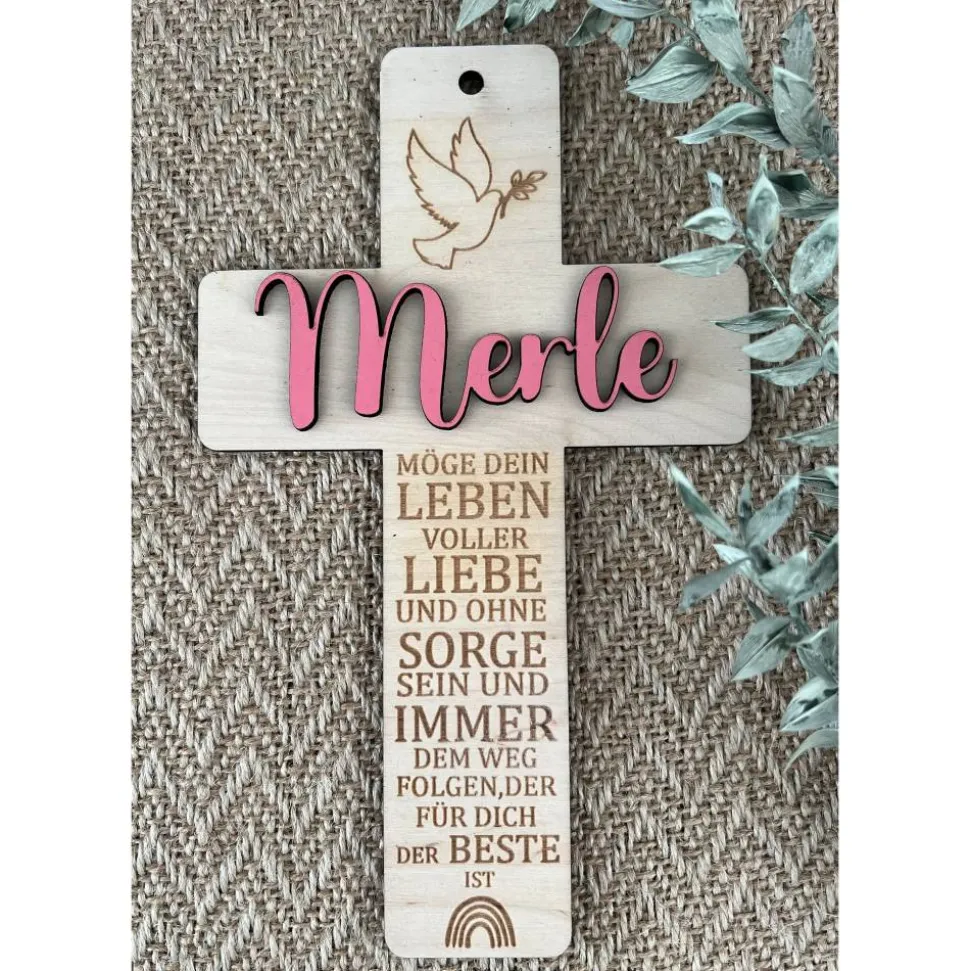 Merle
MÖGE DEIN
LEBEN
VOLLER
LIEBE
UND OHNE
SORGE
SEIN UND
IMMER
DEM WEG
FOLGEN,DER
FÜR DICH
DER BESTE
IST